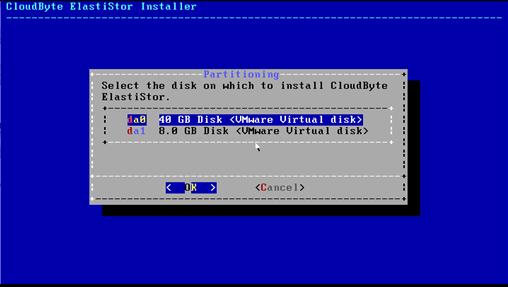 CloudByte ElastiStor Installer
Partitioning
Select the disk on which to install CloudByte
ElastiStor.
da0 40 GB Disk <VMware Virtual disk>
da1 8.0 GB Disk <VMware Virtual disk>
< OK > <Cancel>